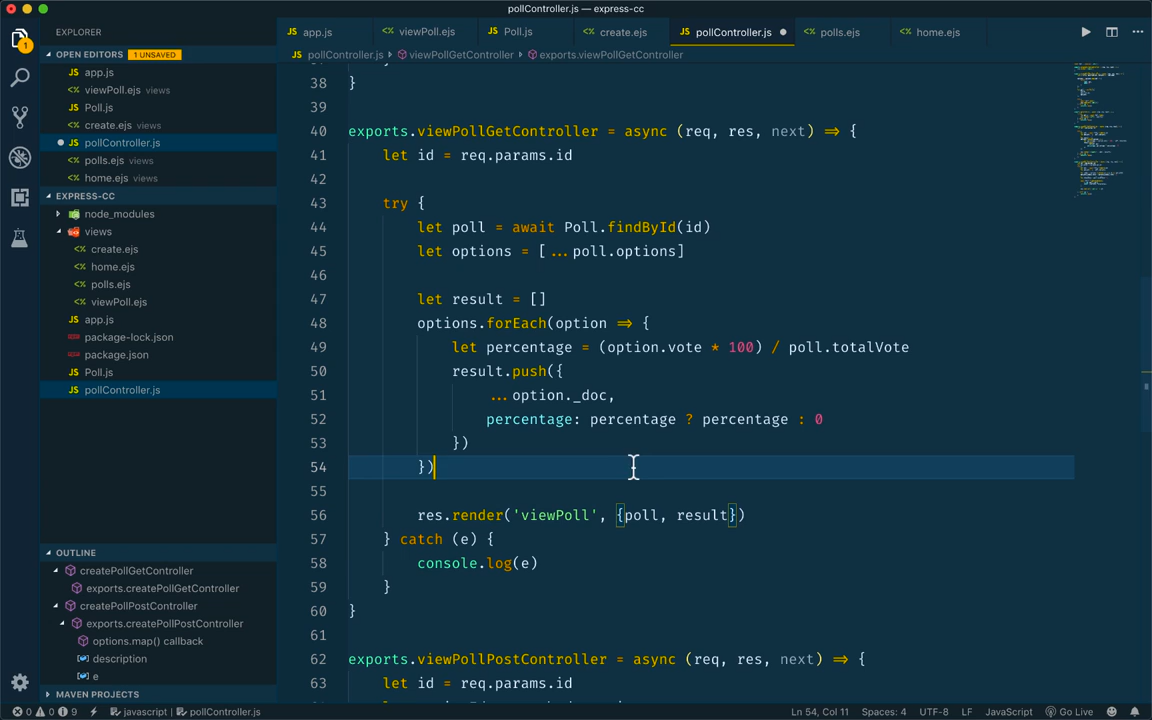 pollController.js — express-cc
EXPLORER
OPEN EDITORS 1 UNSAVED
JS app.js
<> viewPoll.ejs views
JS Poll.js
<> create.ejs views
JS pollController.js
<> polls.ejs views
<> home.ejs views
EXPRESS-CC
node_modules
views
<> create.ejs
<> home.ejs
<> polls.ejs
<> viewPoll.ejs
JS app.js
package-lock.json
package.json
JS Poll.js
JS pollController.js
OUTLINE
createPollGetController
exports.createPollGetController
createPollPostController
exports.createPollPostController
options.map() callback
description
e
MAVEN PROJECTS
JS app.js
<> viewPoll.ejs
JS Poll.js
<> create.ejs
JS pollController.js
<> polls.ejs
<> home.ejs
JS pollController.js › viewPollGetController › exports.viewPollGetController
38 }
39
40 exports.viewPollGetController = async (req, res, next) => {
41 let id = req.params.id
42
43 try {
44 let poll = await Poll.findById(id)
45 let options = [...poll.options]
46
47 let result = []
48 options.forEach(option => {
49 let percentage = (option.vote * 100) / poll.totalVote
50 result.push({
51 ...option._doc,
52 percentage: percentage ? percentage : 0
53 })
54 })
55
56 res.render('viewPoll', {poll, result})
57 } catch (e) {
58 console.log(e)
59 }
60 }
61
62 exports.viewPollPostController = async (req, res, next) => {
63 let id = req.params.id
0 0 9 javascript | pollController.js
Ln 54, Col 11 Spaces: 4 UTF-8 LF JavaScript Go Live